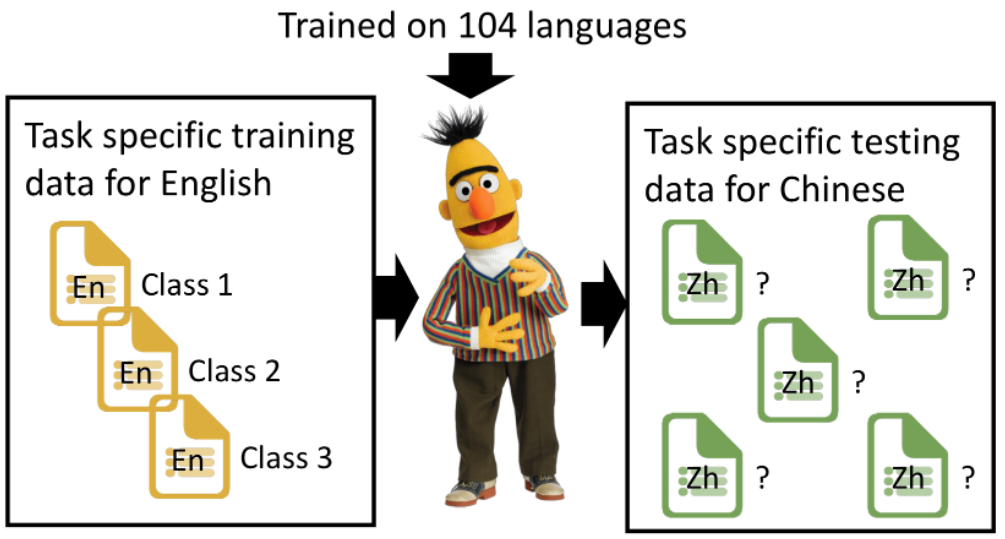 Trained on 104 languages
Task specific training
data for English
En Class 1
En Class 2
En Class 3
Task specific testing
data for Chinese
Zh ? Zh ?
Zh ?
Zh ? Zh ?